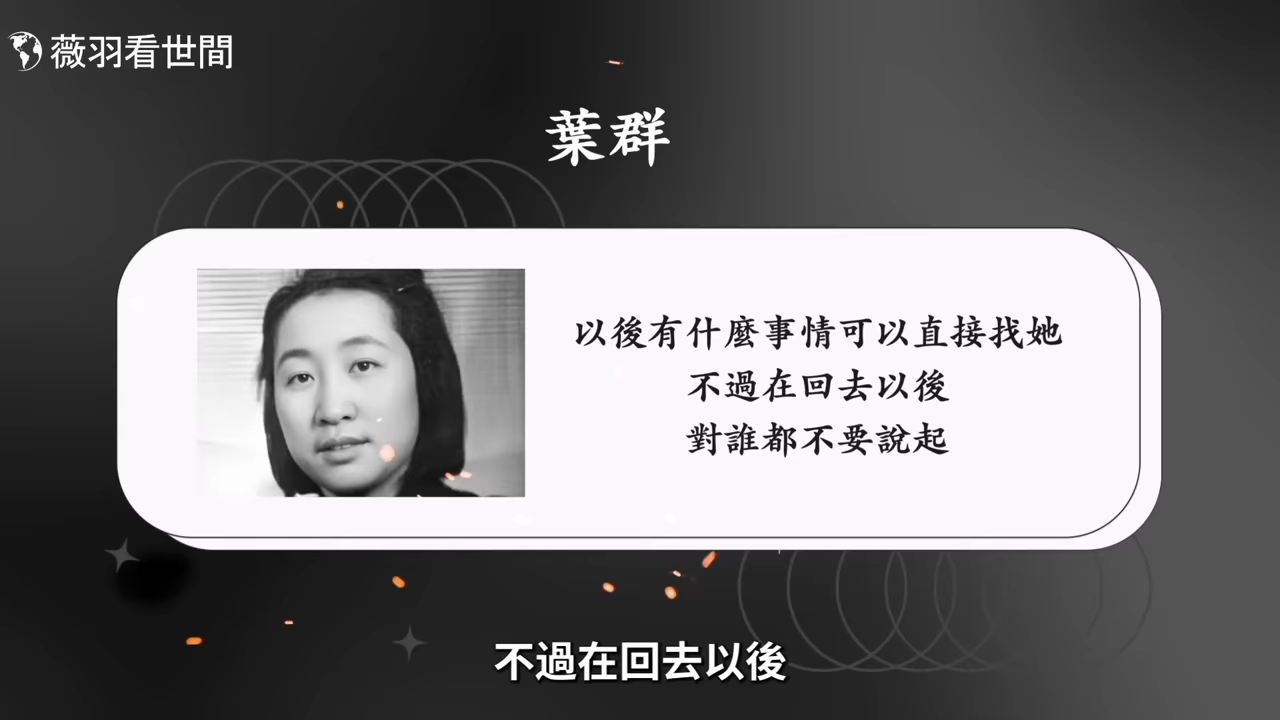 薇羽看世間
葉群
以後有什麼事情可以直接找她
不過在回去以後
對誰都不要說起
不過在回去以後